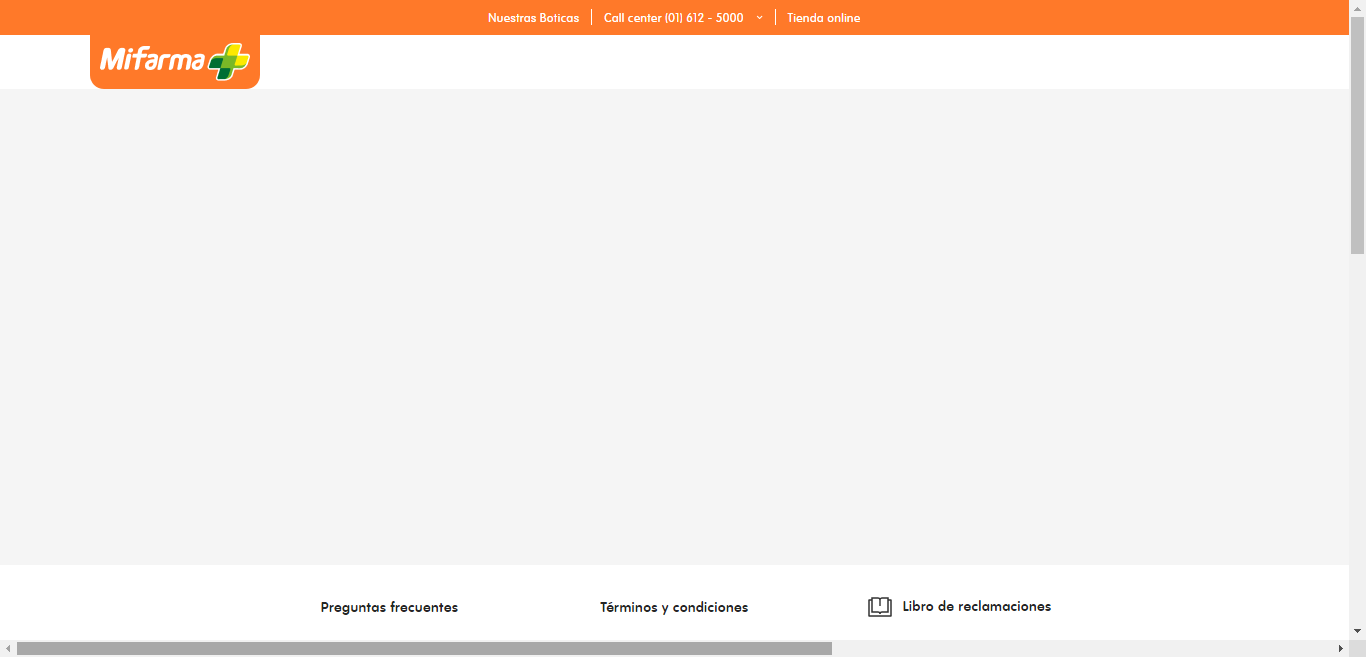 Nuestras Boticas
Call center (01) 612 - 5000
Tienda online
Mifarma
Preguntas frecuentes
Términos y condiciones
Libro de reclamaciones